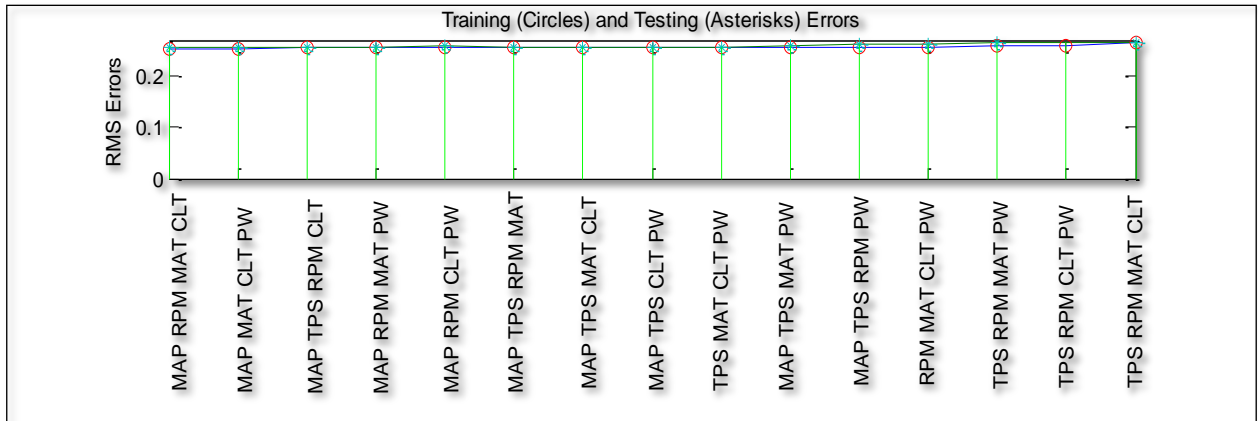 Training (Circles) and Testing (Asterisks) Errors
RMS Errors
0.2
0.1
0
MAP RPM MAT CLT
MAP MAT CLT PW
MAP TPS RPM CLT
MAP RPM MAT PW
MAP RPM CLT PW
MAP TPS RPM MAT
MAP TPS MAT CLT
MAP TPS CLT PW
TPS MAT CLT PW
MAP TPS MAT PW
MAP TPS RPM PW
RPM MAT CLT PW
TPS RPM MAT PW
TPS RPM CLT PW
TPS RPM MAT CLT